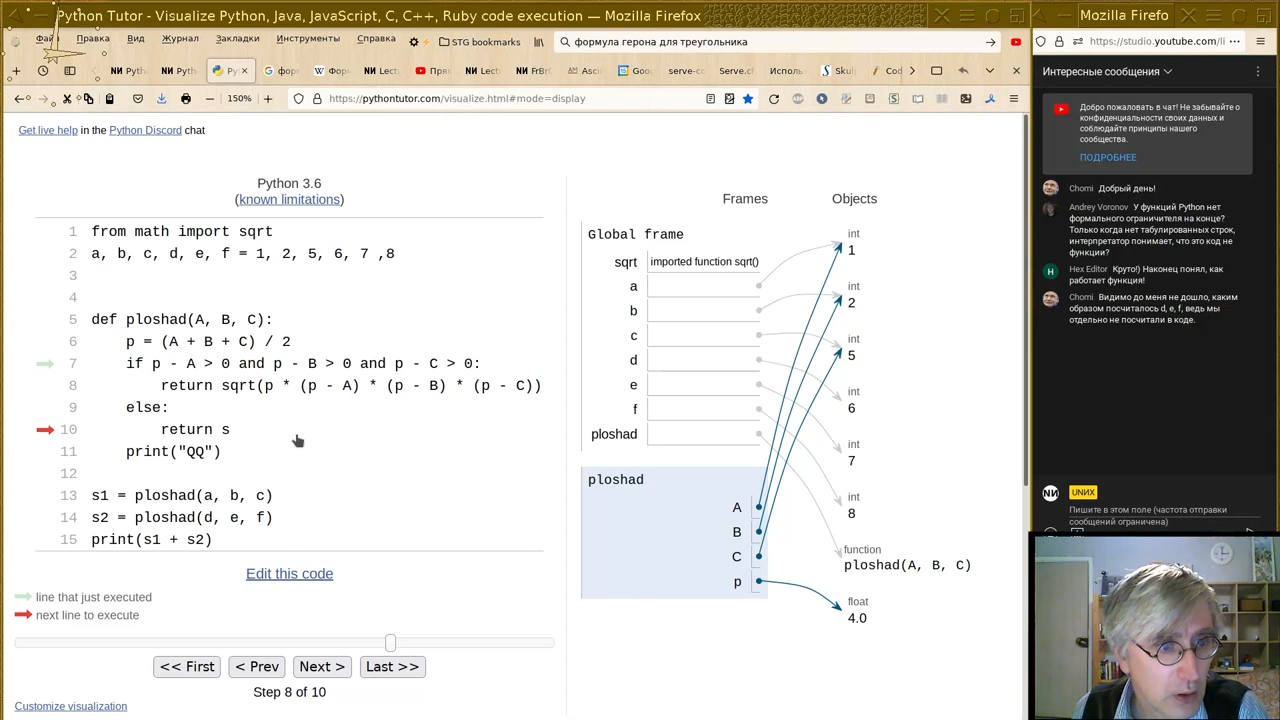 Python Tutor - Visualize Python, Java, JavaScript, C, C++, Ruby code execution — Mozilla Firefox
Mozilla Firefo
Файл Правка Вид Журнал Закладки Инструменты Справка
STG bookmarks
формула герона для треугольника
https://studio.youtube.com/li
150%
https://pythontutor.com/visualize.html#mode=display
Get live help in the Python Discord chat
Python 3.6
(known limitations)
1 from math import sqrt
2 a, b, c, d, e, f = 1, 2, 5, 6, 7 ,8
3
4
5 def ploshad(A, B, C):
6 p = (A + B + C) / 2
7 if p - A > 0 and p - B > 0 and p - C > 0:
8 return sqrt(p * (p - A) * (p - B) * (p - C))
9 else:
10 return s
11 print("QQ")
12
13 s1 = ploshad(a, b, c)
14 s2 = ploshad(d, e, f)
15 print(s1 + s2)
Edit this code
line that just executed
next line to execute
<< First
< Prev
Next >
Last >>
Step 8 of 10
Customize visualization
Frames
Objects
Global frame
sqrt imported function sqrt()
a
b
c
d
e
f
ploshad
ploshad
A
B
C
p
int
1
int
2
int
5
int
6
int
7
int
8
function
ploshad(A, B, C)
float
4.0
Интересные сообщения
Добро пожаловать в чат! Не забывайте о
конфиденциальности своих данных и
соблюдайте принципы нашего
сообщества.
ПОДРОБНЕЕ
Chomi Добрый день!
Andrey Voronov У функций Python нет
формального ограничителя на конце?
Только нет табулированных строк,
интерпретатор понимает, что это код не
функции?
Hex Editor Круто!) Наконец понял, как
работает функция!
Chomi Видимо до меня не дошло, каким
образом посчиталось d, e, f, ведь мы
отдельно не посчитали в коде.
UNИX
Пишите в этом поле (частота отправки
сообщений ограничена)